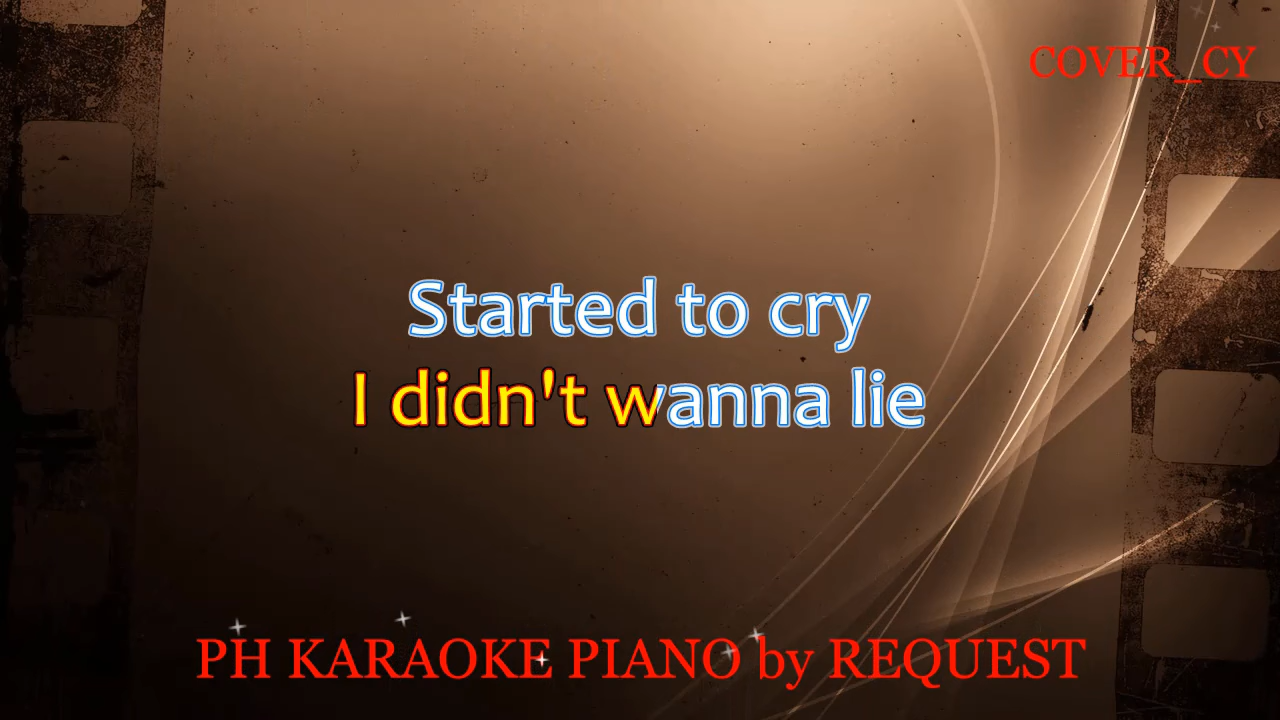 COVER_CY
Started to cry
I didn't wanna lie
PH KARAOKE PIANO by REQUEST